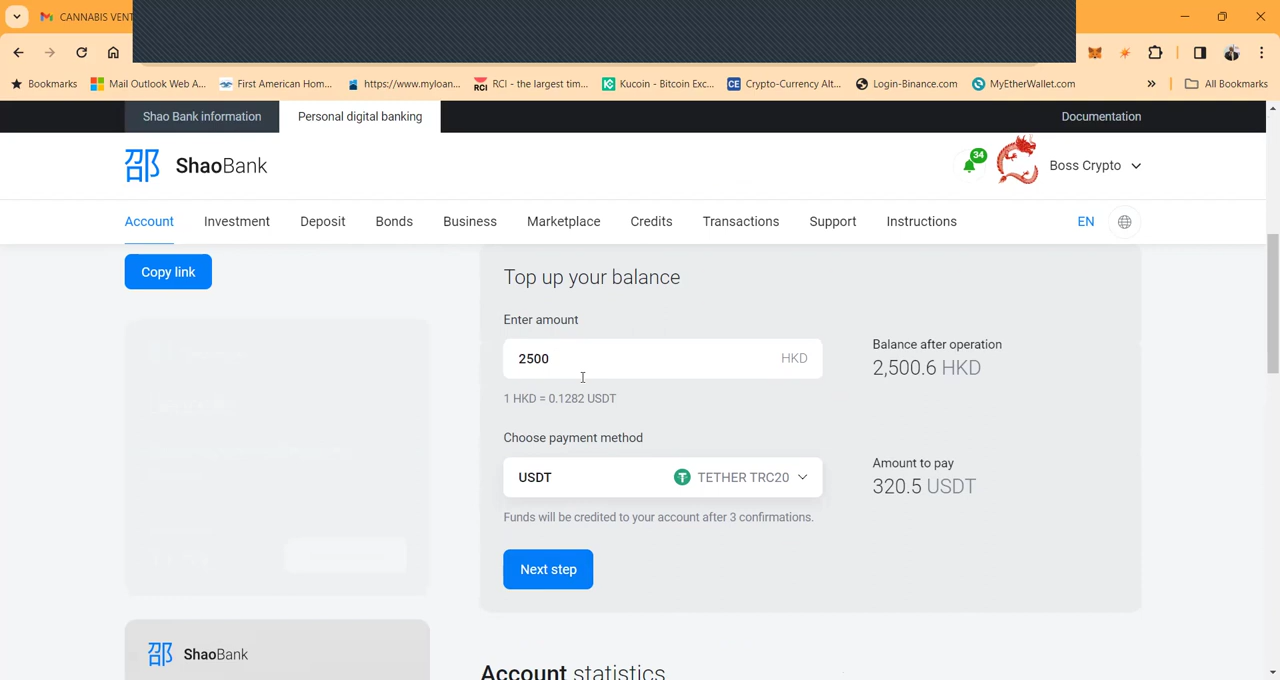 CANNABIS VENT
Bookmarks
Mail Outlook Web A...
First American Hom...
https://www.myloan...
RCI
RCI - the largest tim...
Kucoin - Bitcoin Exc...
CE
Crypto-Currency Alt...
Login-Binance.com
MyEtherWallet.com
»
All Bookmarks
Shao Bank information
Personal digital banking
Documentation
邵 ShaoBank
34
Boss Crypto
Account
Investment
Deposit
Bonds
Business
Marketplace
Credits
Transactions
Support
Instructions
EN
Copy link
Top up your balance
Enter amount
2500 HKD
1 HKD = 0.1282 USDT
Balance after operation
2,500.6 HKD
Choose payment method
USDT TETHER TRC20
Funds will be credited to your account after 3 confirmations.
Amount to pay
320.5 USDT
Next step
邵 ShaoBank
Account statistics